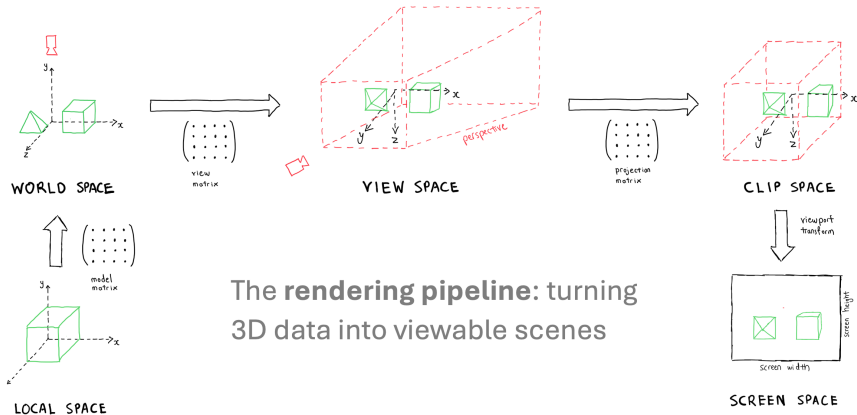 y
x
z
WORLD SPACE
view
matrix
x
y
z
perspective
VIEW SPACE
projection
matrix
x
y
z
CLIP SPACE
model
matrix
y
x
LOCAL SPACE
The rendering pipeline: turning
3D data into viewable scenes
viewport
transform
screen height
screen width
SCREEN SPACE